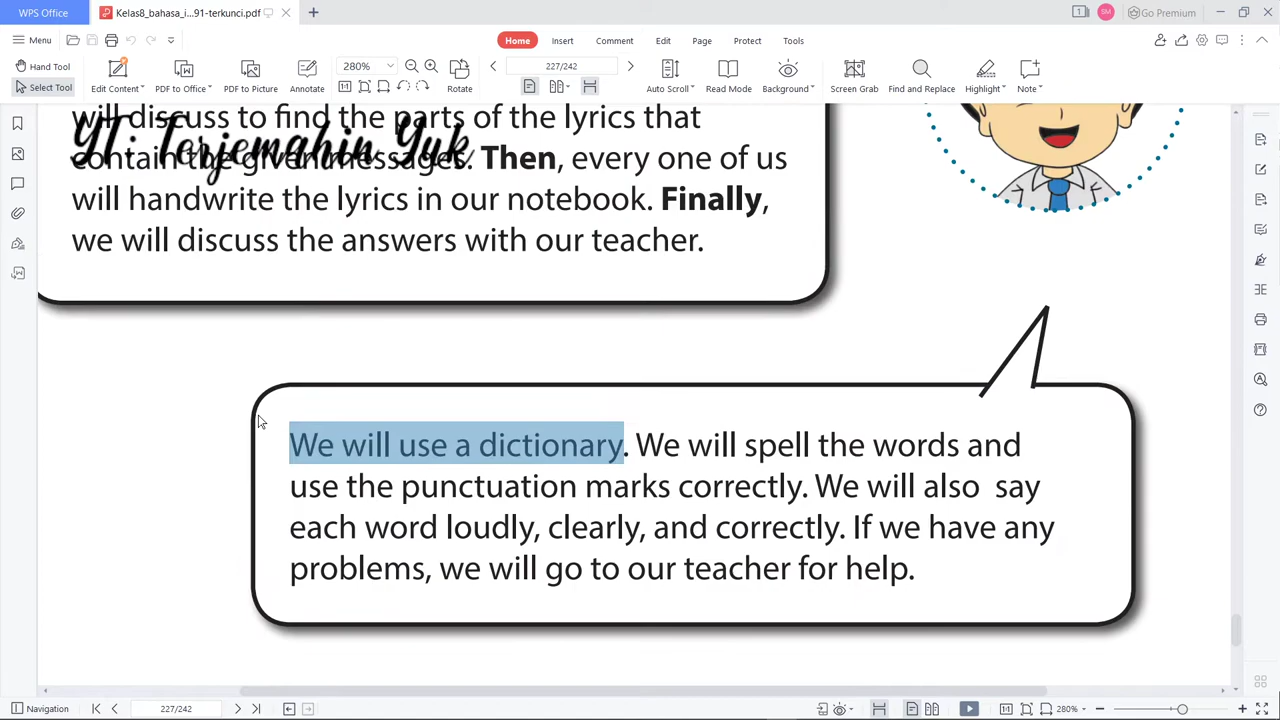 WPS Office
Kelas8_bahasa_i...91-terkunci.pdf
1
SM
Go Premium
Menu
Home
Insert
Comment
Edit
Page
Protect
Tools
Hand Tool
Select Tool
Edit Content
PDF to Office
PDF to Picture
Annotate
280%
Rotate
227/242
Auto Scroll
Read Mode
Background
Screen Grab
Find and Replace
Highlight
Note
will discuss to find the parts of the lyrics that
YT: Terjemahin Yuk
contain the given messages. Then, every one of us
will handwrite the lyrics in our notebook. Finally,
we will discuss the answers with our teacher.
We will use a dictionary. We will spell the words and
use the punctuation marks correctly. We will also say
each word loudly, clearly, and correctly. If we have any
problems, we will go to our teacher for help.
Navigation
227/242
280%